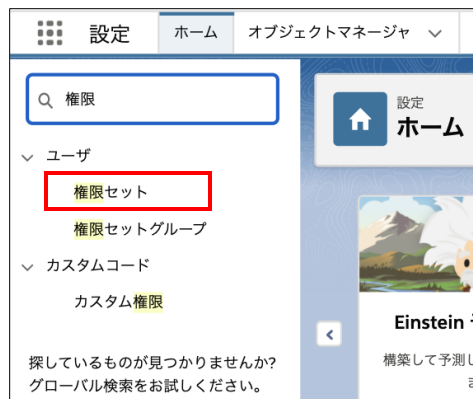 設定
ホーム
オブジェクトマネージャ
権限
ユーザ
権限セット
権限セットグループ
カスタムコード
カスタム権限
探しているものが見つかりませんか?
グローバル検索をお試しください。
設定
ホーム
Einstein
構築して予測し